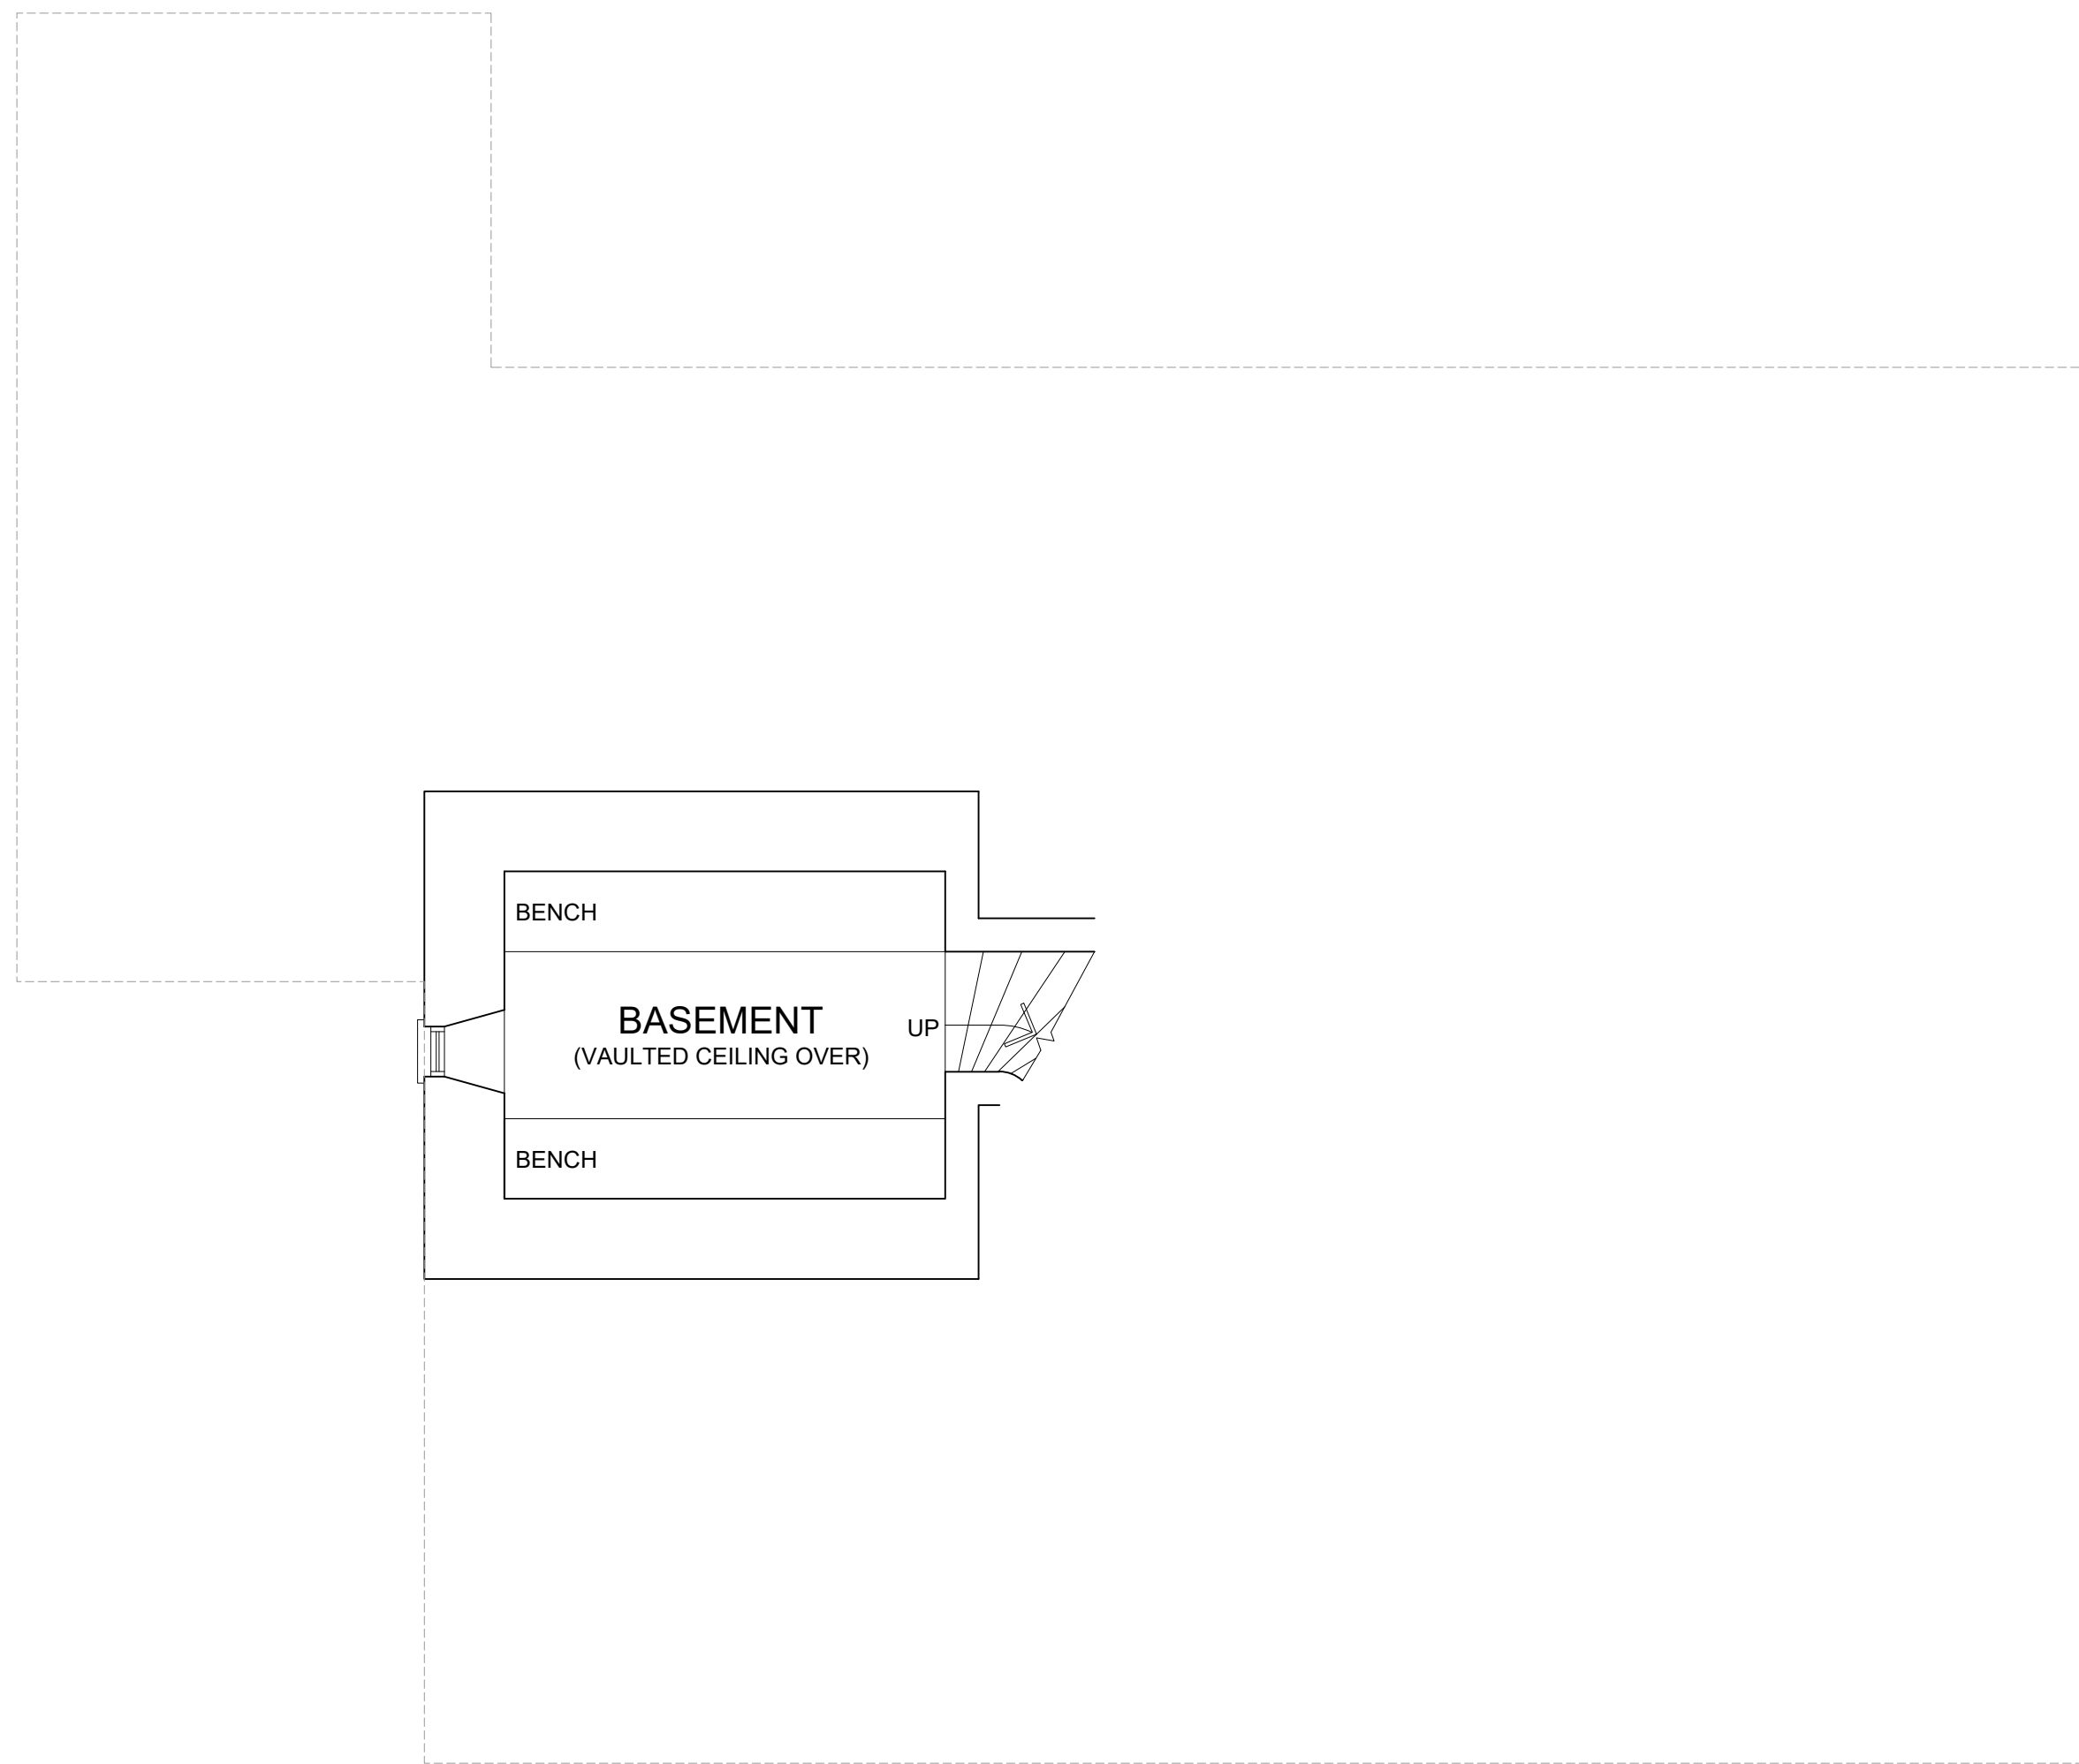 BENCH
BASEMENT
UP
(VAULTED CEILING OVER)
BENCH